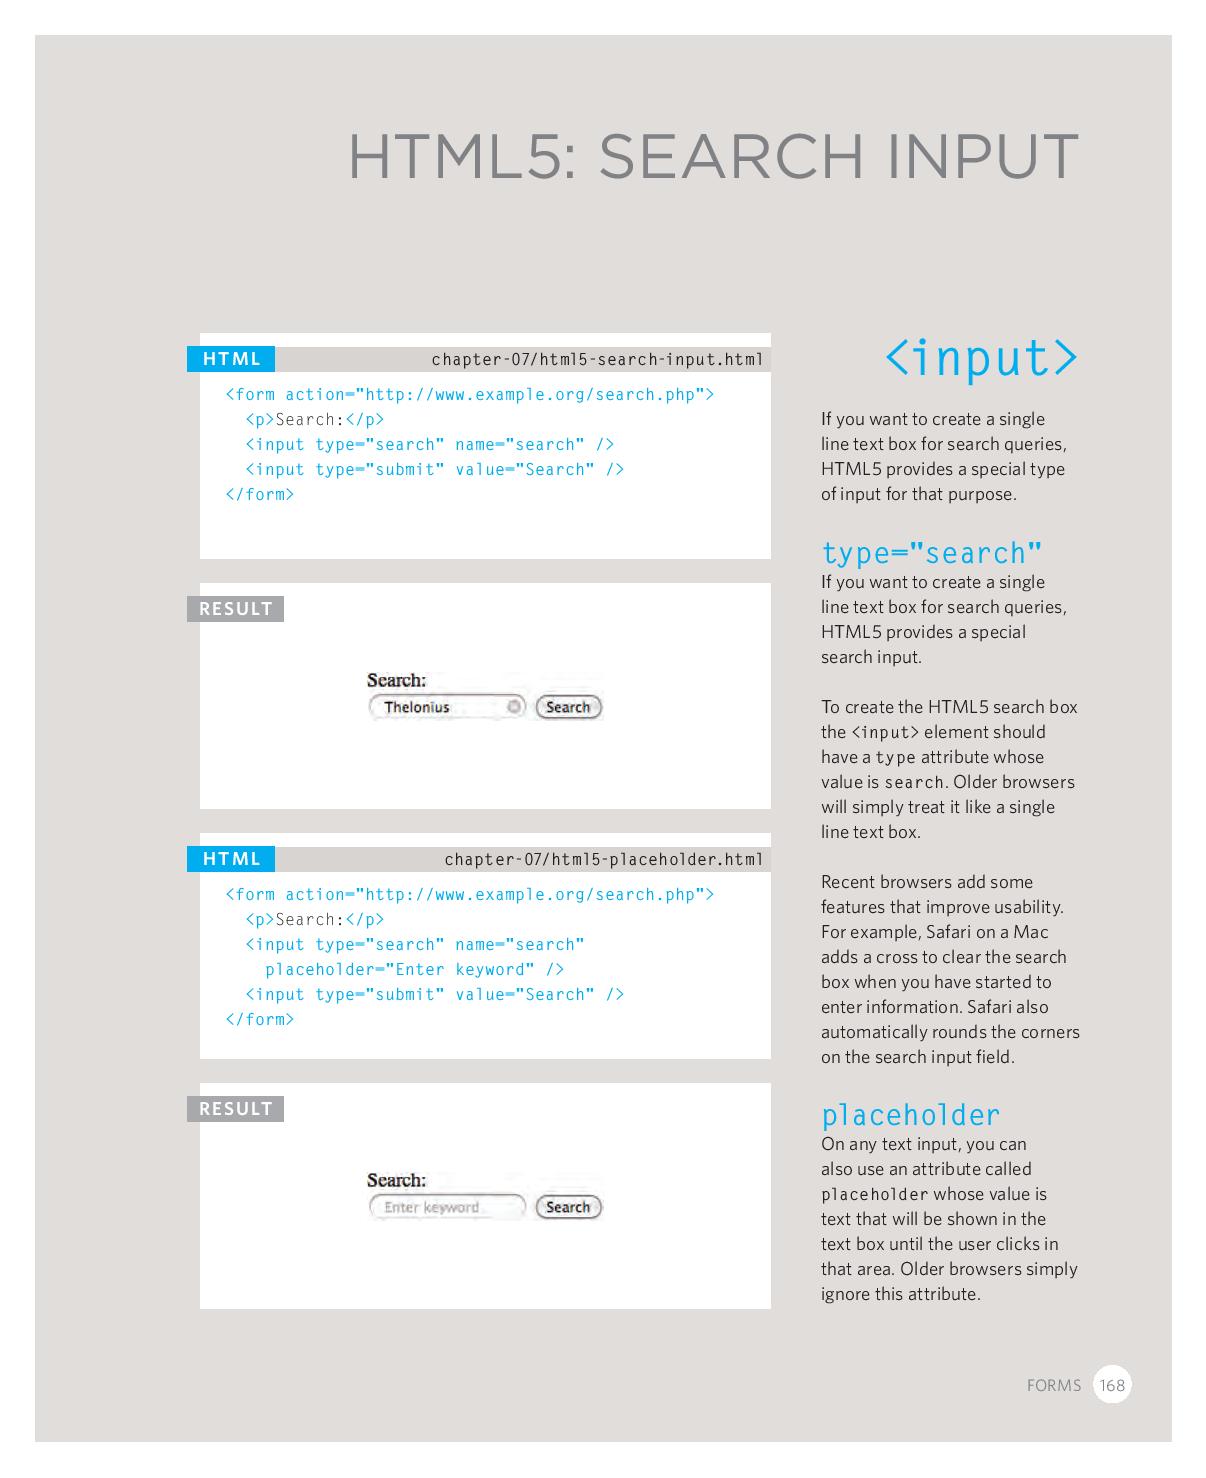 HTML5: SEARCH INPUT
HTML
chapter-07/html5-search-input.html
<form action="http://www.example.org/search.php">
<p>Search:</p>
<input type="search" name="search" />
<input type="submit" value="Search" />
</form>
RESULT
Search:
Thelonius
Search
HTML
chapter-07/html5-placeholder.html
<form action="http://www.example.org/search.php">
<p>Search:</p>
<input type="search" name="search"
placeholder="Enter keyword" />
<input type="submit" value="Search" />
</form>
RESULT
Search:
Enter keyword
Search
<input>
If you want to create a single
line text box for search queries,
HTML5 provides a special type
of input for that purpose.
type="search"
If you want to create a single
line text box for search queries,
HTML5 provides a special
search input.
To create the HTML5 search box
the <input> element should
have a type attribute whose
value is search. Older browsers
will simply treat it like a single
line text box.
Recent browsers add some
features that improve usability.
For example, Safari on a Mac
adds a cross to clear the search
box when you have started to
enter information. Safari also
automatically rounds the corners
on the search input field.
placeholder
On any text input, you can
also use an attribute called
placeholder whose value is
text that will be shown in the
text box until the user clicks in
that area. Older browsers simply
ignore this attribute.
FORMS 168